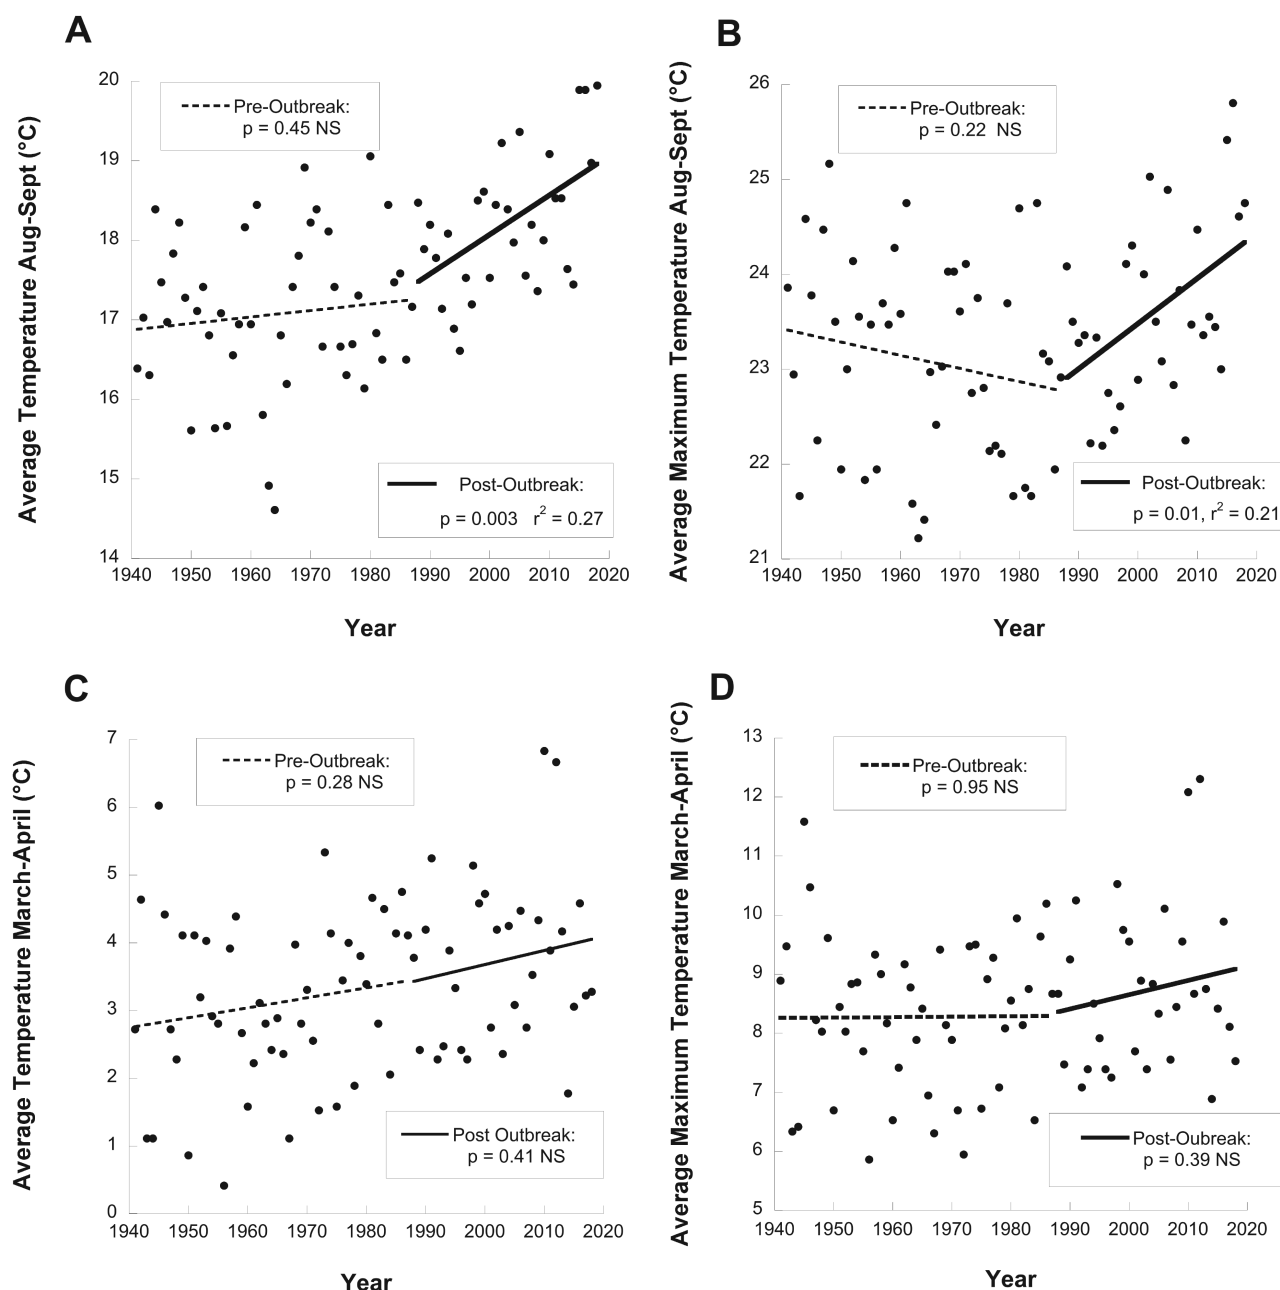 A
Average Temperature Aug-Sept (°C)
20
19
18
17
16
15
14
Pre-Outbreak:
p = 0.45 NS
Post-Outbreak:
p = 0.003 r² = 0.27
1940 1950 1960 1970 1980 1990 2000 2010 2020
Year
B
Average Maximum Temperature Aug-Sept (°C)
26
25
24
23
22
21
Pre-Outbreak:
p = 0.22 NS
Post-Outbreak:
p = 0.01, r² = 0.21
1940 1950 1960 1970 1980 1990 2000 2010 2020
Year
C
Average Temperature March-April (°C)
7
6
5
4
3
2
1
0
Pre-Outbreak:
p = 0.28 NS
Post Outbreak:
p = 0.41 NS
1940 1950 1960 1970 1980 1990 2000 2010 2020
Year
D
Average Maximum Temperature March-April (°C)
13
12
11
10
9
8
7
6
5
Pre-Outbreak:
p = 0.95 NS
Post-Oubreak:
p = 0.39 NS
1940 1950 1960 1970 1980 1990 2000 2010 2020
Year